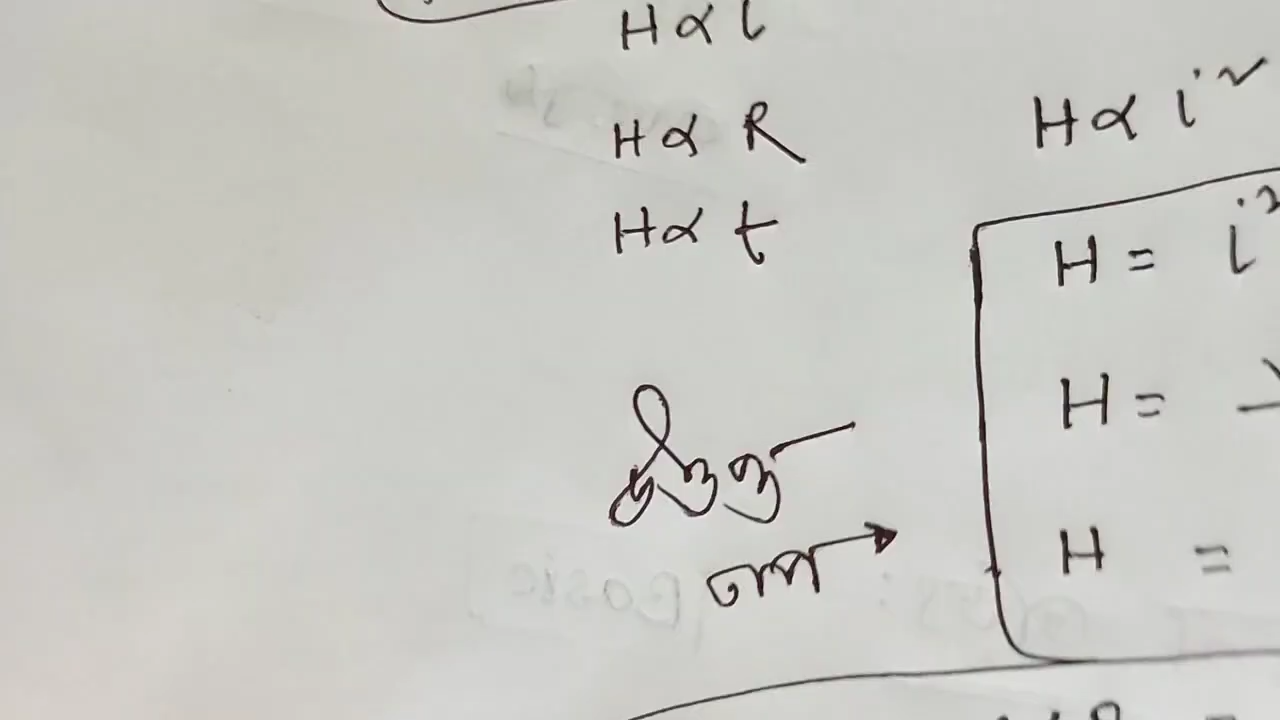 H ∝ i
H ∝ R
H ∝ t
H ∝ i²
H = i²
H =
H =
তাপ →